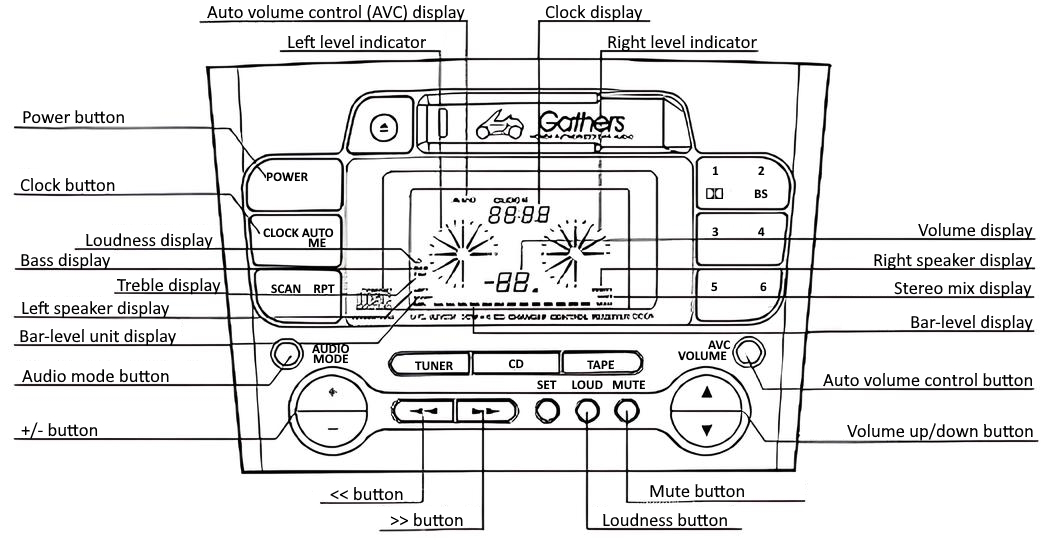 Auto volume control (AVC) display
Clock display
Left level indicator
Right level indicator
Power button
Gathers
POWER
1
2
Clock button
BS
CLOCK AUTO
ME
3
4
Loudness display
Volume display
Bass display
Right speaker display
Treble display
SCAN RPT
5
6
Stereo mix display
88:88
-88.
Left speaker display
Bar-level unit display
Bar-level display
AUDIO
MODE
AVC
VOLUME
TUNER
CD
TAPE
Audio mode button
Auto volume control button
SET
LOUD
MUTE
+
−
◄◄
►►
▲
▼
+/- button
Volume up/down button
<< button
Mute button
>> button
Loudness button